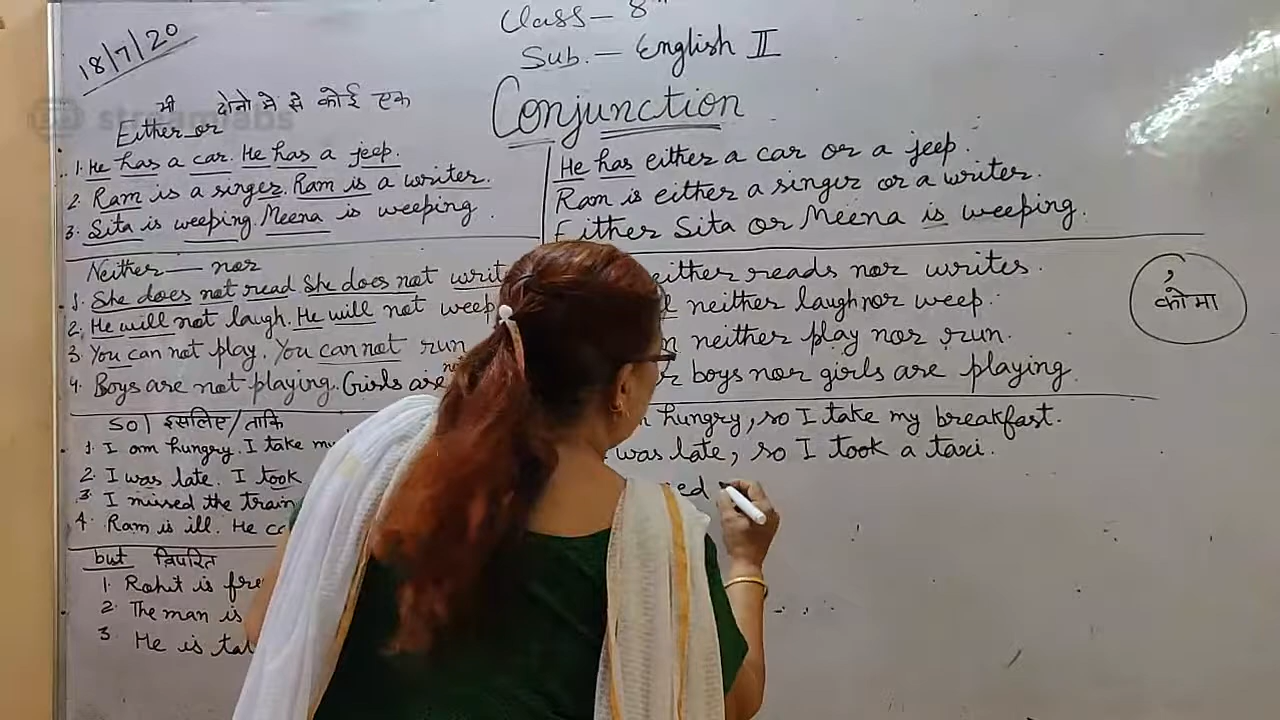 18/7/20
Class - 8
Sub. - English II
Conjunction
दोनो मे से कोई एक
Either or
1. He has a car. He has a jeep.
He has either a car or a jeep.
2. Ram is a singer. Ram is a writer.
Ram is either a singer or a writer.
3. Sita is weeping. Meena is weeping.
Either Sita or Meena is weeping.
Neither — nor
1. She does not read She does not writ
either reads nor writes.
, कोमा
2. He will not laugh. He will not weep
neither laugh nor weep.
3. You can not play. You can not run
neither play nor run.
4. Boys are not playing. Girls are
boys nor girls are playing.
so | इसलिए/ताकि
1. I am hungry. I take my
hungry, so I take my breakfast.
2. I was late. I took
was late, so I took a taxi.
3. I missed the train
ed
4. Ram is ill. He
but विपरित
1. Rohit is
2. The man is
3. He is